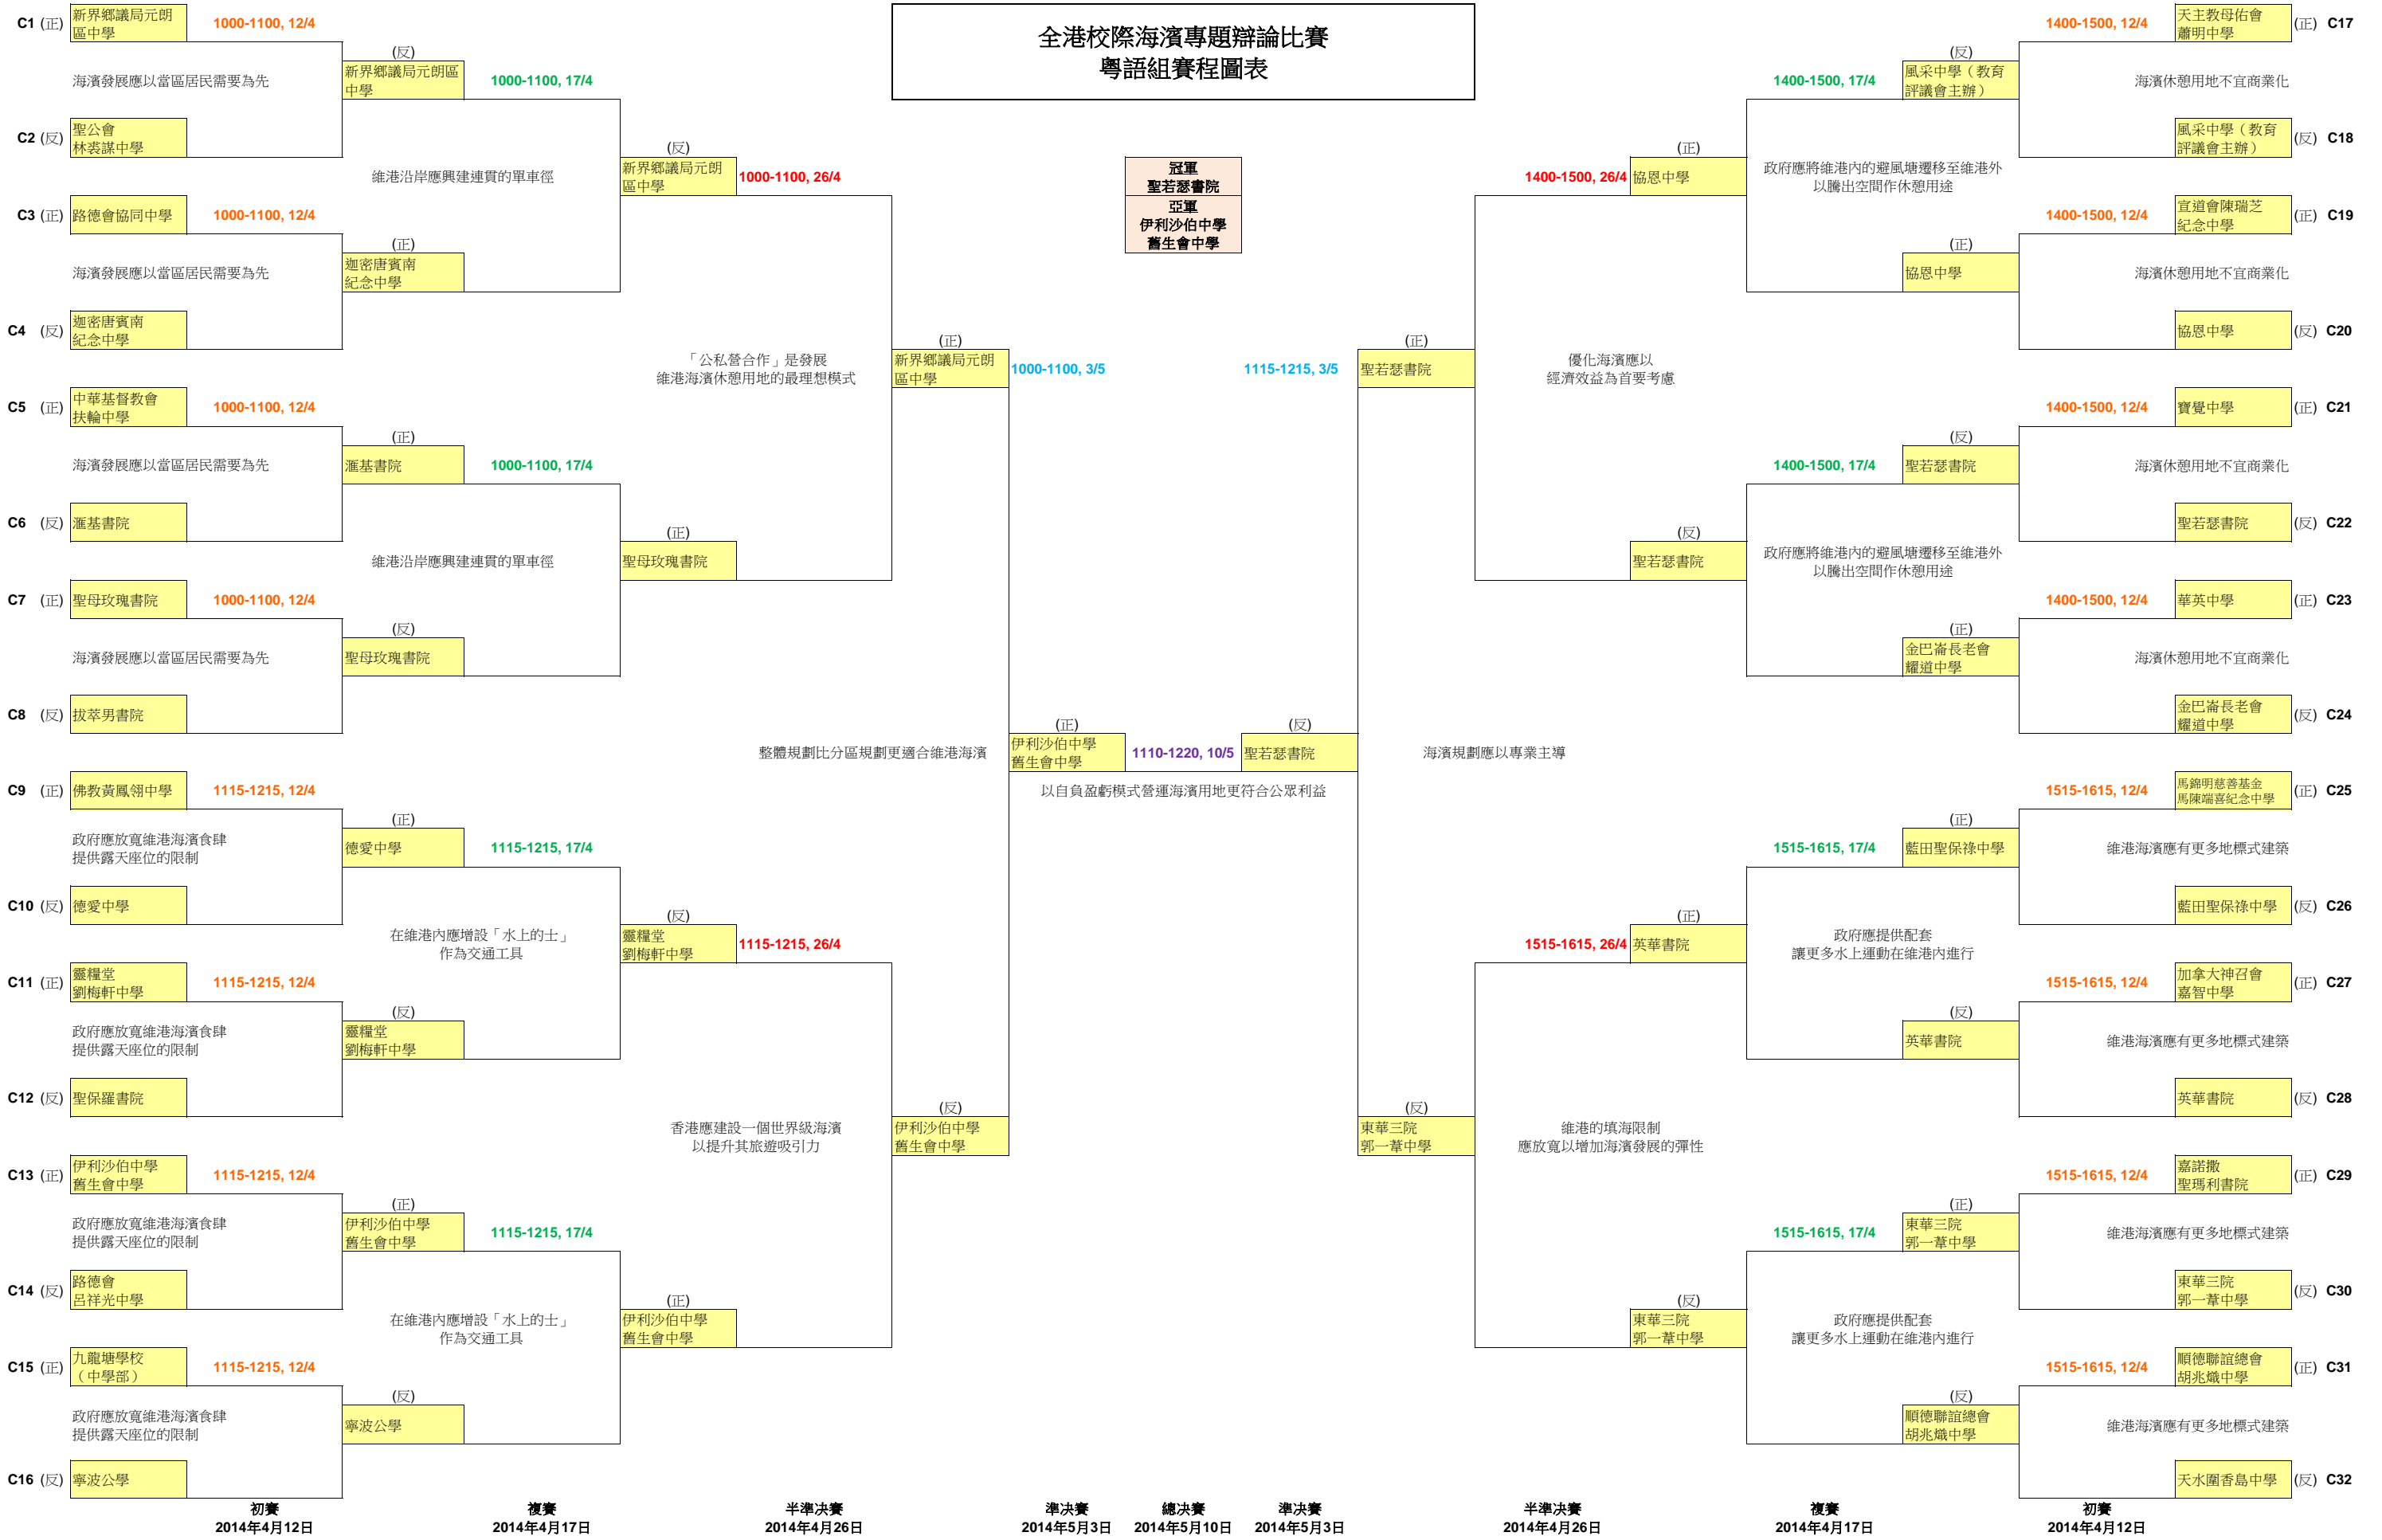 全港校際海濱專題辯論比賽
粵語組賽程圖表
冠軍
聖若瑟書院
亞軍
伊利沙伯中學
舊生會中學
C1 (正) 新界鄉議局元朗
區中學
1000-1100, 12/4
海濱發展應以當區居民需要為先
C2 (反) 聖公會
林裘謀中學
C3 (正) 路德會協同中學 1000-1100, 12/4
海濱發展應以當區居民需要為先
C4 (反) 迦密唐賓南
紀念中學
C5 (正) 中華基督教會
扶輪中學
1000-1100, 12/4
海濱發展應以當區居民需要為先
C6 (反) 滙基書院
C7 (正) 聖母玫瑰書院 1000-1100, 12/4
海濱發展應以當區居民需要為先
C8 (反) 拔萃男書院
C9 (正) 佛教黃鳳翎中學 1115-1215, 12/4
政府應放寬維港海濱食肆
提供露天座位的限制
C10 (反) 德愛中學
C11 (正) 靈糧堂
劉梅軒中學
1115-1215, 12/4
政府應放寬維港海濱食肆
提供露天座位的限制
C12 (反) 聖保羅書院
C13 (正) 伊利沙伯中學
舊生會中學
1115-1215, 12/4
政府應放寬維港海濱食肆
提供露天座位的限制
C14 (反) 路德會
呂祥光中學
C15 (正) 九龍塘學校
（中學部）
1115-1215, 12/4
政府應放寬維港海濱食肆
提供露天座位的限制
C16 (反) 寧波公學
(反)
新界鄉議局元朗區
中學
1000-1100, 17/4
維港沿岸應興建連貫的單車徑
(正)
迦密唐賓南
紀念中學
(正)
滙基書院
1000-1100, 17/4
維港沿岸應興建連貫的單車徑
(反)
聖母玫瑰書院
(正)
德愛中學
1115-1215, 17/4
在維港內應增設「水上的士」
作為交通工具
(反)
靈糧堂
劉梅軒中學
(正)
伊利沙伯中學
舊生會中學
1115-1215, 17/4
在維港內應增設「水上的士」
作為交通工具
(反)
寧波公學
(反)
新界鄉議局元朗
區中學
1000-1100, 26/4
「公私營合作」是發展
維港海濱休憩用地的最理想模式
(正)
聖母玫瑰書院
(反)
靈糧堂
劉梅軒中學
1115-1215, 26/4
香港應建設一個世界級海濱
以提升其旅遊吸引力
(正)
伊利沙伯中學
舊生會中學
(正)
新界鄉議局元朗
區中學
1000-1100, 3/5
整體規劃比分區規劃更適合維港海濱
(反)
伊利沙伯中學
舊生會中學
(正)
伊利沙伯中學
舊生會中學
1110-1220, 10/5
(反)
聖若瑟書院
以自負盈虧模式營運海濱用地更符合公眾利益
1115-1215, 3/5
(正)
聖若瑟書院
海濱規劃應以專業主導
(反)
東華三院
郭一葦中學
1400-1500, 26/4
(正)
協恩中學
優化海濱應以
經濟效益為首要考慮
(反)
聖若瑟書院
1515-1615, 26/4
(正)
英華書院
維港的填海限制
應放寬以增加海濱發展的彈性
(反)
東華三院
郭一葦中學
1400-1500, 17/4
(反)
風采中學（教育
評議會主辦）
政府應將維港內的避風塘遷移至維港外
以騰出空間作休憩用途
(正)
協恩中學
1400-1500, 17/4
(反)
聖若瑟書院
政府應將維港內的避風塘遷移至維港外
以騰出空間作休憩用途
(正)
金巴崙長老會
耀道中學
1515-1615, 17/4
(正)
藍田聖保祿中學
政府應提供配套
讓更多水上運動在維港內進行
(反)
英華書院
1515-1615, 17/4
(正)
東華三院
郭一葦中學
政府應提供配套
讓更多水上運動在維港內進行
(反)
順德聯誼總會
胡兆熾中學
1400-1500, 12/4
天主教母佑會
蕭明中學
(正) C17
海濱休憩用地不宜商業化
風采中學（教育
評議會主辦）
(反) C18
1400-1500, 12/4
宣道會陳瑞芝
紀念中學
(正) C19
海濱休憩用地不宜商業化
協恩中學 (反) C20
1400-1500, 12/4 寶覺中學 (正) C21
海濱休憩用地不宜商業化
聖若瑟書院 (反) C22
1400-1500, 12/4 華英中學 (正) C23
海濱休憩用地不宜商業化
金巴崙長老會
耀道中學
(反) C24
1515-1615, 12/4
馬錦明慈善基金
馬陳端喜紀念中學
(正) C25
維港海濱應有更多地標式建築
藍田聖保祿中學 (反) C26
1515-1615, 12/4
加拿大神召會
嘉智中學
(正) C27
維港海濱應有更多地標式建築
英華書院 (反) C28
1515-1615, 12/4
嘉諾撒
聖瑪利書院
(正) C29
維港海濱應有更多地標式建築
東華三院
郭一葦中學
(反) C30
1515-1615, 12/4
順德聯誼總會
胡兆熾中學
(正) C31
維港海濱應有更多地標式建築
天水圍香島中學 (反) C32
初賽 複賽 半準決賽 準決賽 總決賽 準決賽 半準決賽 複賽 初賽
2014年4月12日 2014年4月17日 2014年4月26日 2014年5月3日 2014年5月10日 2014年5月3日 2014年4月26日 2014年4月17日 2014年4月12日